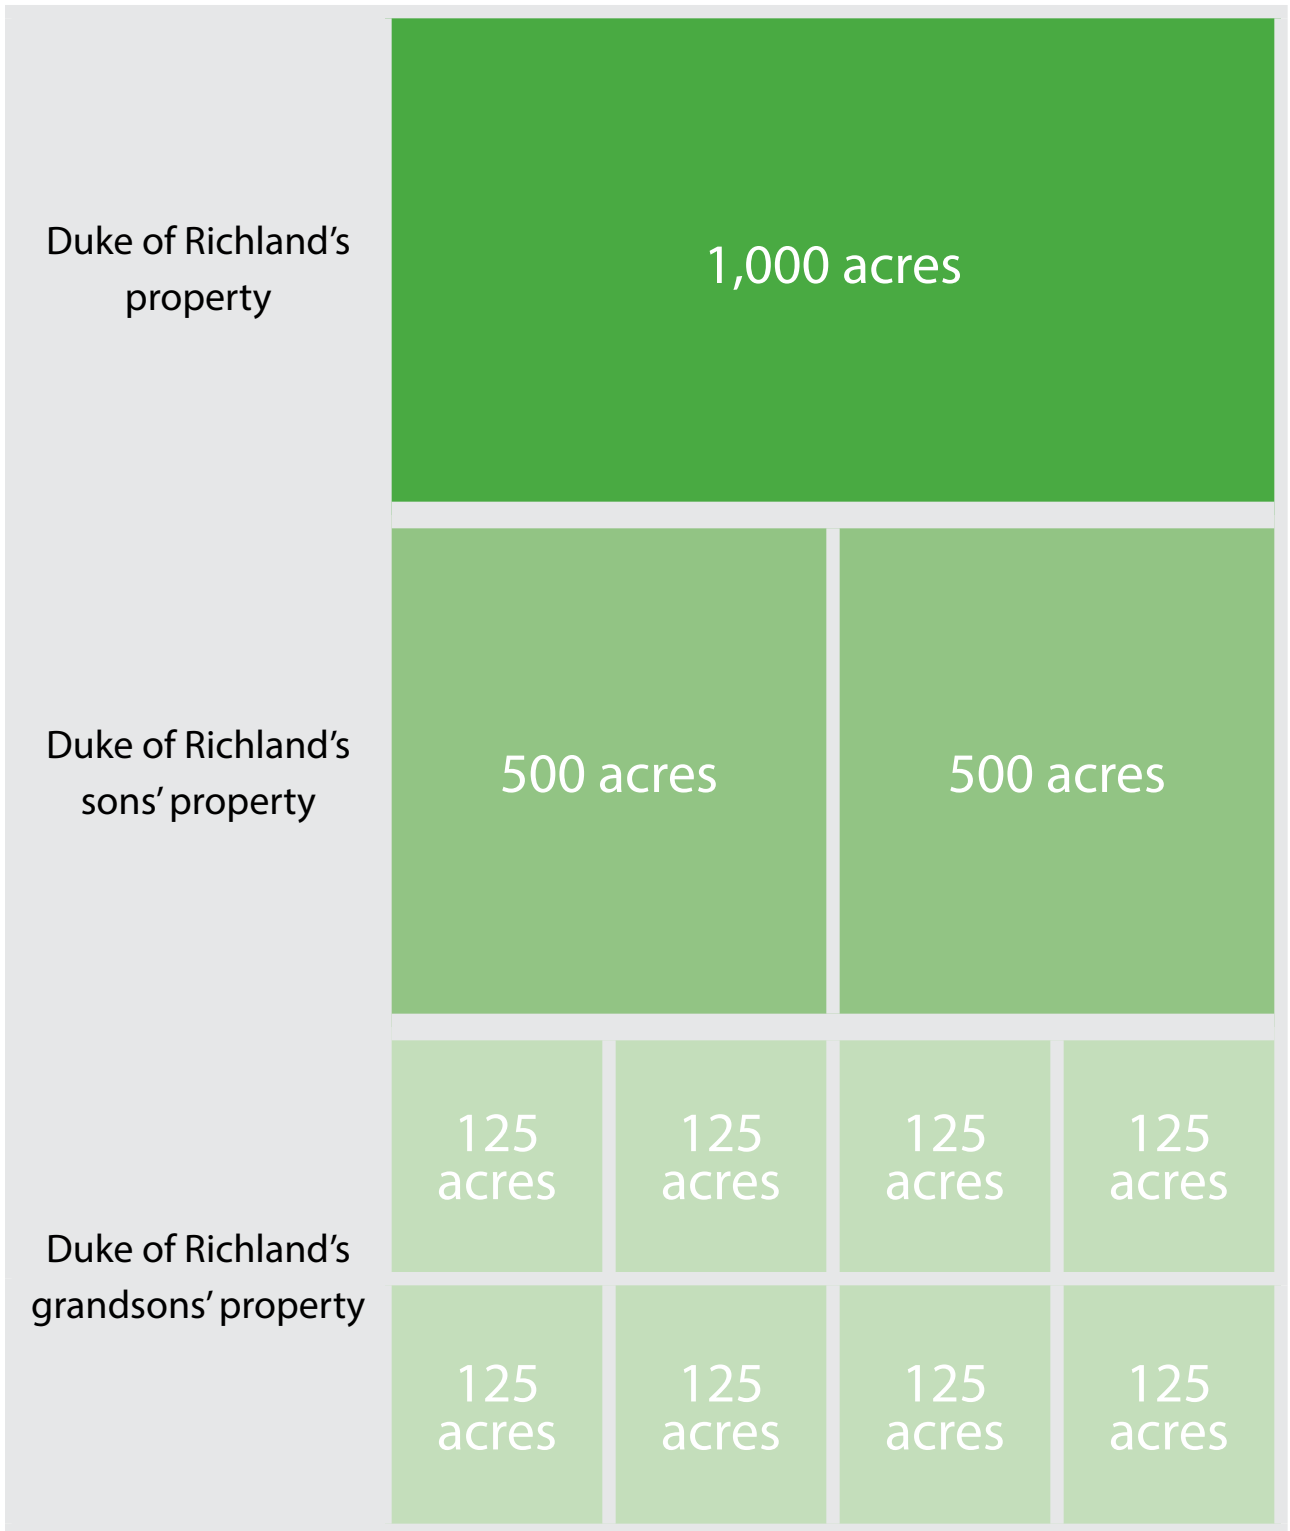 Duke of Richland’s
property
1,000 acres
Duke of Richland’s
sons’ property
500 acres
500 acres
Duke of Richland’s
grandsons’ property
125
acres
125
acres
125
acres
125
acres
125
acres
125
acres
125
acres
125
acres